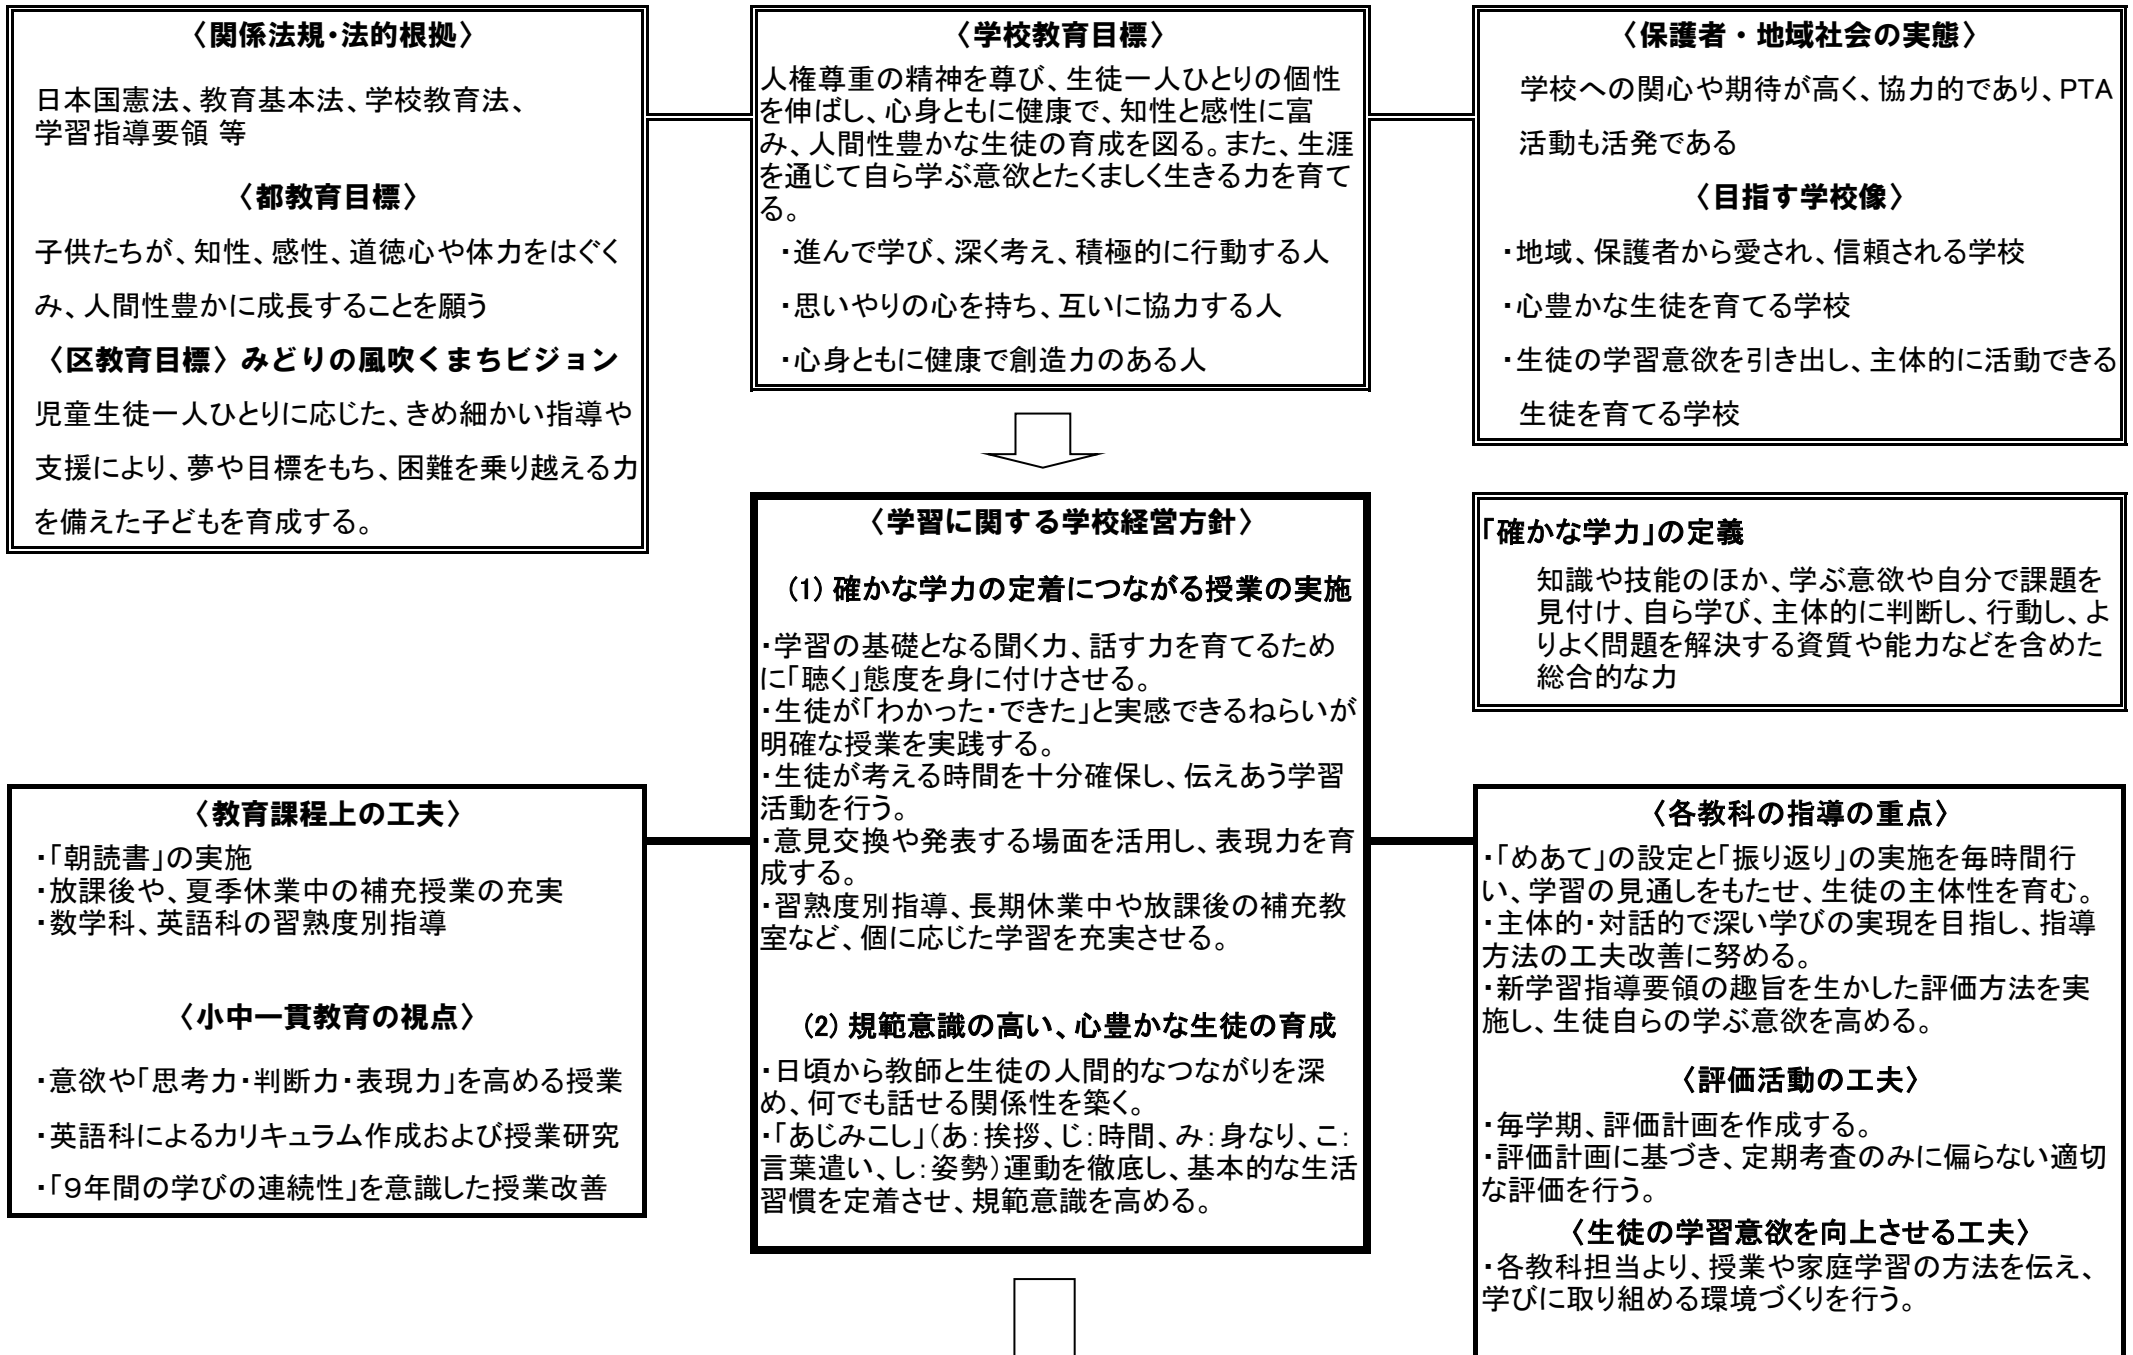 〈関係法規・法的根拠〉
日本国憲法、教育基本法、学校教育法、
学習指導要領 等
〈都教育目標〉
子供たちが、知性、感性、道徳心や体力をはぐく
み、人間性豊かに成長することを願う
〈区教育目標〉みどりの風吹くまちビジョン
児童生徒一人ひとりに応じた、きめ細かい指導や
支援により、夢や目標をもち、困難を乗り越える力
を備えた子どもを育成する。
〈学校教育目標〉
人権尊重の精神を尊び、生徒一人ひとりの個性
を伸ばし、心身ともに健康で、知性と感性に富
み、人間性豊かな生徒の育成を図る。また、生涯
を通じて自ら学ぶ意欲とたくましく生きる力を育て
る。
・進んで学び、深く考え、積極的に行動する人
・思いやりの心を持ち、互いに協力する人
・心身ともに健康で創造力のある人
〈保護者・地域社会の実態〉
学校への関心や期待が高く、協力的であり、PTA
活動も活発である
〈目指す学校像〉
・地域、保護者から愛され、信頼される学校
・心豊かな生徒を育てる学校
・生徒の学習意欲を引き出し、主体的に活動できる
生徒を育てる学校
「確かな学力」の定義
知識や技能のほか、学ぶ意欲や自分で課題を
見付け、自ら学び、主体的に判断し、行動し、よ
りよく問題を解決する資質や能力などを含めた
総合的な力
〈学習に関する学校経営方針〉
(1) 確かな学力の定着につながる授業の実施
・学習の基礎となる聞く力、話す力を育てるため
に「聴く」態度を身に付けさせる。
・生徒が「わかった・できた」と実感できるねらいが
明確な授業を実践する。
・生徒が考える時間を十分確保し、伝えあう学習
活動を行う。
・意見交換や発表する場面を活用し、表現力を育
成する。
・習熟度別指導、長期休業中や放課後の補充教
室など、個に応じた学習を充実させる。
(2) 規範意識の高い、心豊かな生徒の育成
・日頃から教師と生徒の人間的なつながりを深
め、何でも話せる関係性を築く。
・「あじみこし」(あ:挨拶、じ:時間、み:身なり、こ:
言葉遣い、し:姿勢)運動を徹底し、基本的な生活
習慣を定着させ、規範意識を高める。
〈教育課程上の工夫〉
・「朝読書」の実施
・放課後や、夏季休業中の補充授業の充実
・数学科、英語科の習熟度別指導
〈小中一貫教育の視点〉
・意欲や「思考力・判断力・表現力」を高める授業
・英語科によるカリキュラム作成および授業研究
・「9年間の学びの連続性」を意識した授業改善
〈各教科の指導の重点〉
・「めあて」の設定と「振り返り」の実施を毎時間行
い、学習の見通しをもたせ、生徒の主体性を育む。
・主体的・対話的で深い学びの実現を目指し、指導
方法の工夫改善に努める。
・新学習指導要領の趣旨を生かした評価方法を実
施し、生徒自らの学ぶ意欲を高める。
〈評価活動の工夫〉
・毎学期、評価計画を作成する。
・評価計画に基づき、定期考査のみに偏らない適切
な評価を行う。
〈生徒の学習意欲を向上させる工夫〉
・各教科担当より、授業や家庭学習の方法を伝え、
学びに取り組める環境づくりを行う。